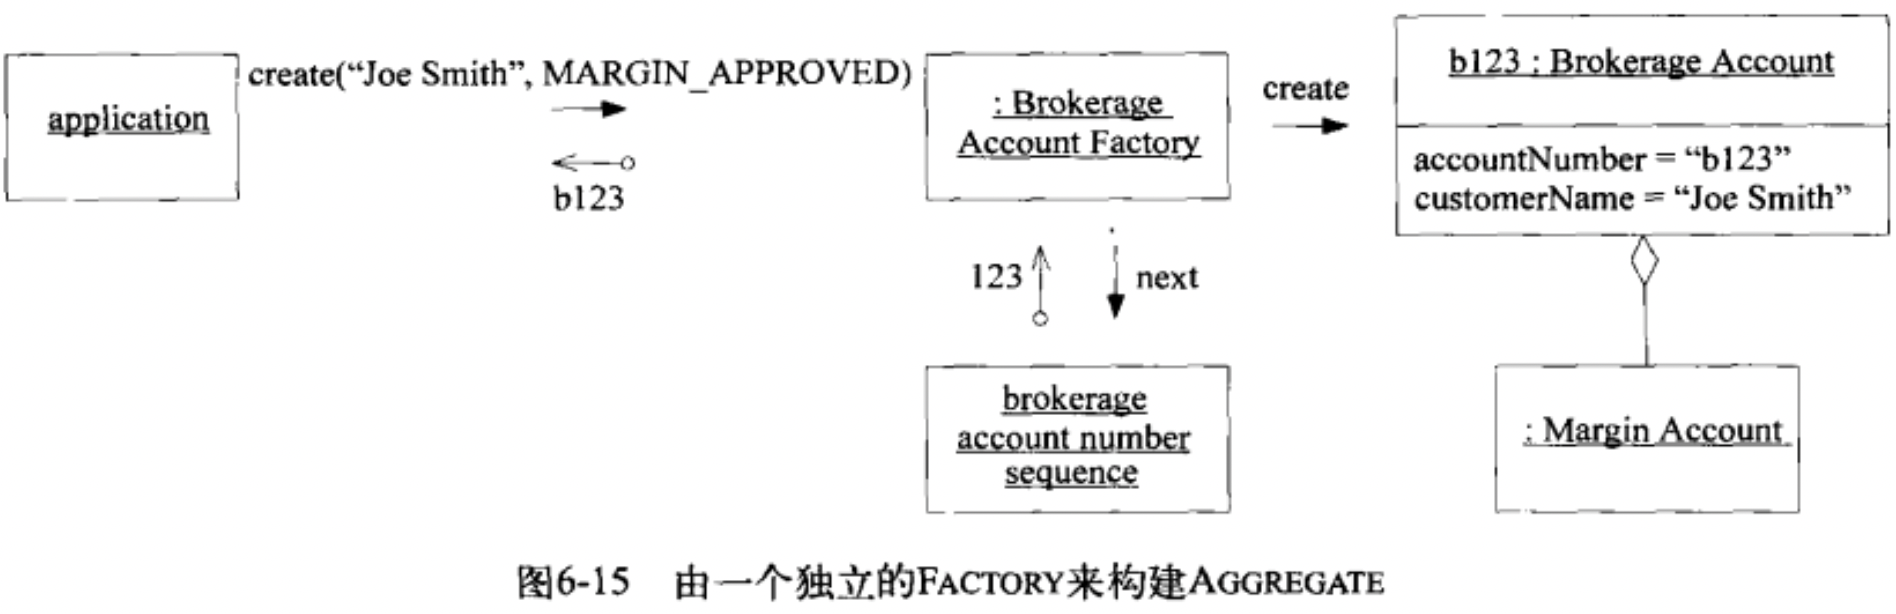 application
create(“Joe Smith”, MARGIN_APPROVED)
b123
: Brokerage
Account Factory
create
b123 : Brokerage Account
accountNumber = “b123”
customerName = “Joe Smith”
123
next
brokerage
account number
sequence
: Margin Account
图6-15 由一个独立的FACTORY来构建AGGREGATE